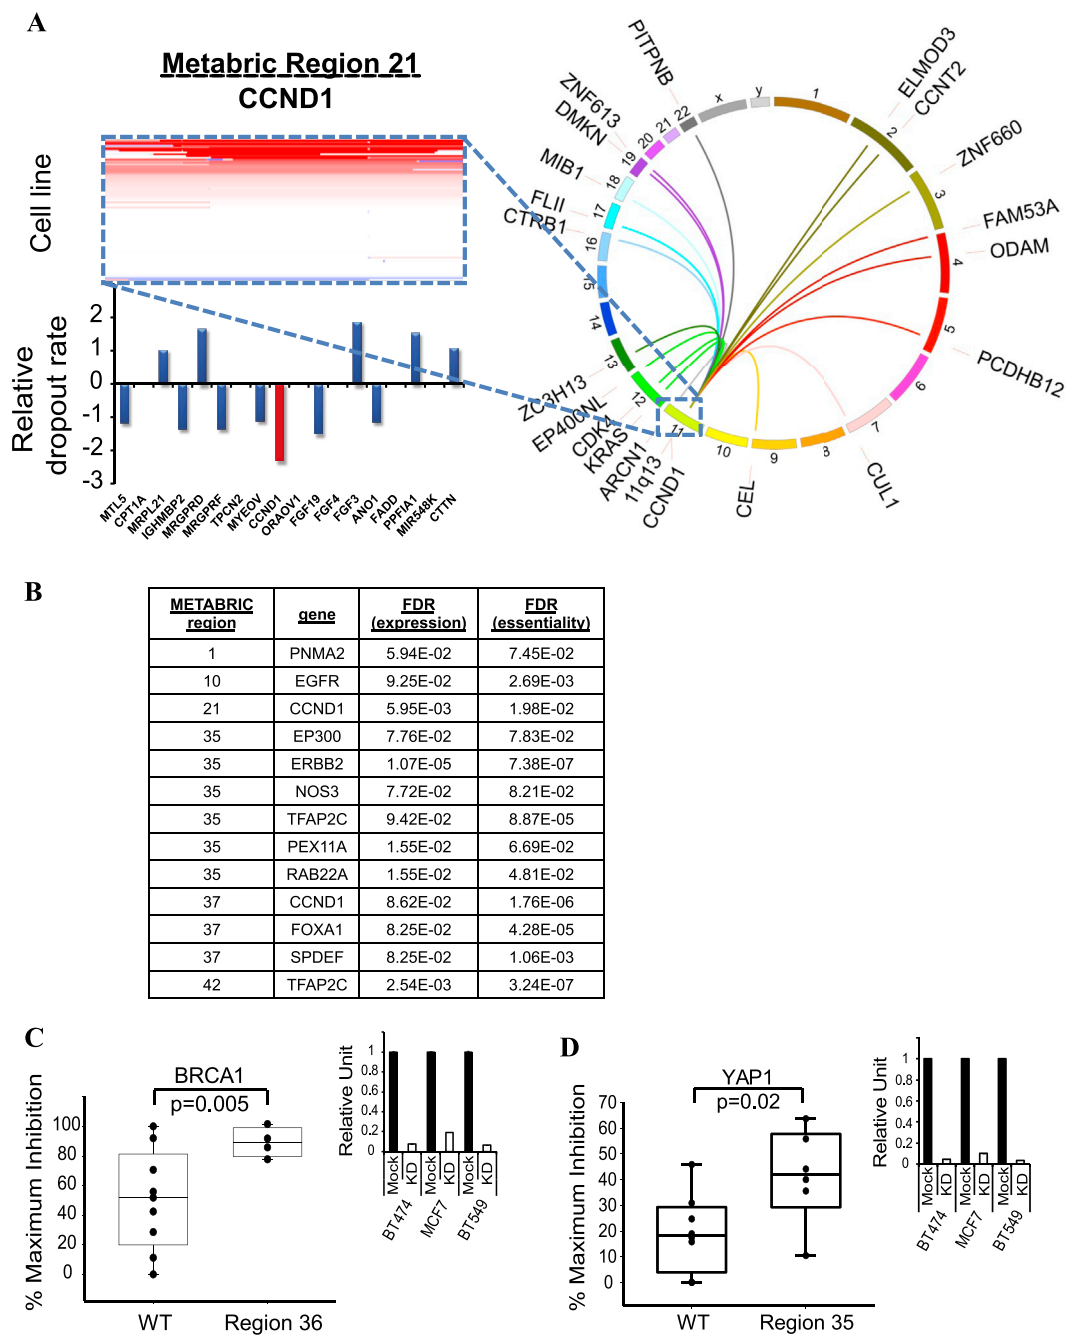 A
Metabric Region 21
CCND1
Cell line
Relative
dropout rate
2
1
0
-1
-2
-3
MTL5
CPT1A
MRPL21
IGHMBP2
MRGPRD
MRGPRF
TPCN2
MYEOV
CCND1
ORAOV1
FGF19
FGF4
FGF3
ANO1
FADD
PPFIA1
MIR548K
CTTN
PITPNB
ZNF613
DMKN
MIB1
FLII
CTRB1
ZC3H13
EP400NL
CDK4
KRAS
ARCN1
11q13
CCND1
CEL
CUL1
PCDHB12
ODAM
FAM53A
ZNF660
CCNT2
ELMOD3
1
2
3
4
5
6
7
8
9
10
11
12
13
14
15
16
17
18
19
20
21
22
x
y
B
METABRIC region gene FDR (expression) FDR (essentiality)
1 PNMA2 5.94E-02 7.45E-02
10 EGFR 9.25E-02 2.69E-03
21 CCND1 5.95E-03 1.98E-02
35 EP300 7.76E-02 7.83E-02
35 ERBB2 1.07E-05 7.38E-07
35 NOS3 7.72E-02 8.21E-02
35 TFAP2C 9.42E-02 8.87E-05
35 PEX11A 1.55E-02 6.69E-02
35 RAB22A 1.55E-02 4.81E-02
37 CCND1 8.62E-02 1.76E-06
37 FOXA1 8.25E-02 4.28E-05
37 SPDEF 8.25E-02 1.06E-03
42 TFAP2C 2.54E-03 3.24E-07
C
BRCA1
p=0.005
% Maximum Inhibition
100
80
60
40
20
0
WT Region 36
Relative Unit
1
0.8
0.6
0.4
0.2
0
Mock KD Mock KD Mock KD
BT474 MCF7 BT549
D
YAP1
p=0.02
% Maximum Inhibition
70
60
50
40
30
20
10
0
WT Region 35
Relative Unit
1
0.8
0.6
0.4
0.2
0
Mock KD Mock KD Mock KD
BT474 MCF7 BT549